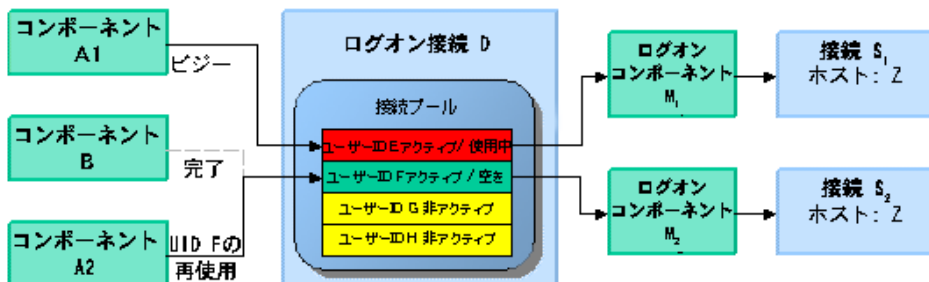 コンポーネント
A1
ビジー
コンポーネント
B
完了
コンポーネント
A2
UID Fの
再使用
ログオン接続 D
接続プール
ユーザーID Eアクティブ/ 使用中
ユーザーID Fアクティブ / 空き
ユーザーID G 非アクティブ
ユーザーID H 非アクティブ
ログオン
コンポーネント
M1
接続 S1
ホスト: Z
ログオン
コンポーネント
M2
接続 S2
ホスト: Z